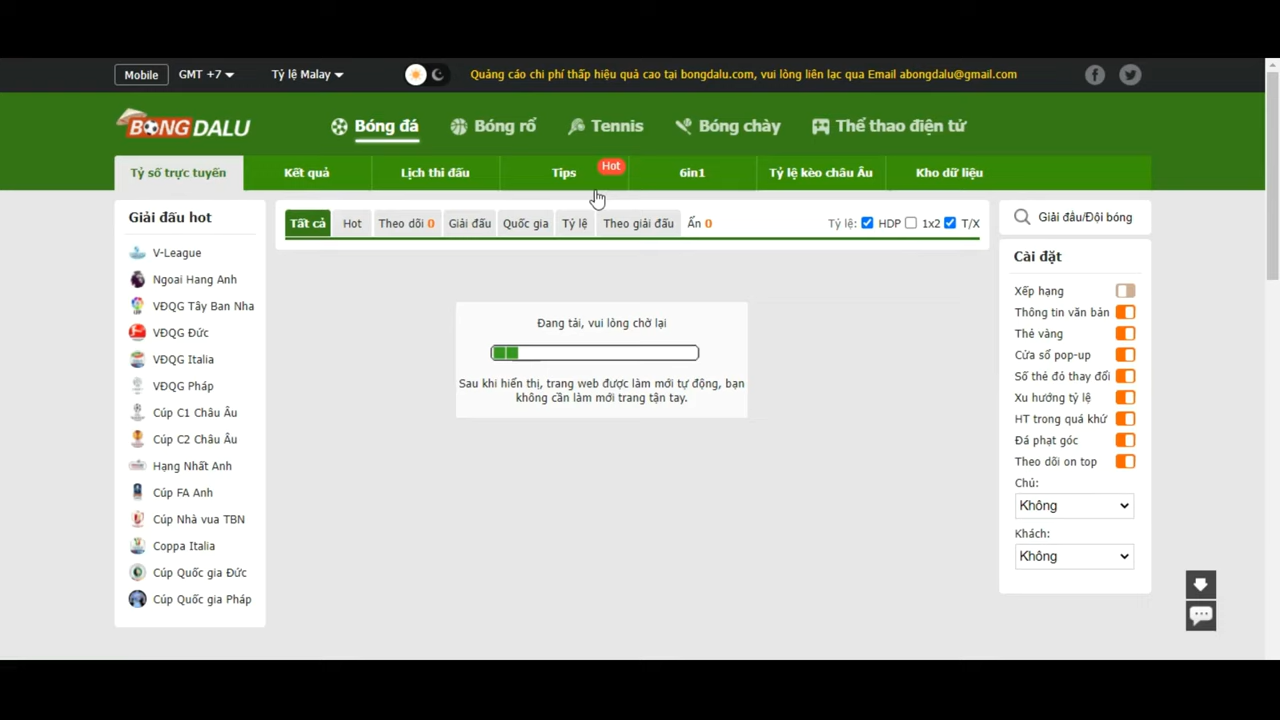 Mobile
GMT +7
Tỷ lệ Malay
Quảng cáo chi phí thấp hiệu quả cao tại bongdalu.com, vui lòng liên lạc qua Email abongdalu@gmail.com
BONG DALU
Bóng đá
Bóng rổ
Tennis
Bóng chày
Thể thao điện tử
Tỷ số trực tuyến
Kết quả
Lịch thi đấu
Tips
Hot
6in1
Tỷ lệ kèo châu Âu
Kho dữ liệu
Giải đấu hot
V-League
Ngoai Hang Anh
VĐQG Tây Ban Nha
VĐQG Đức
VĐQG Italia
VĐQG Pháp
Cúp C1 Châu Âu
Cúp C2 Châu Âu
Hạng Nhất Anh
Cúp FA Anh
Cúp Nhà vua TBN
Coppa Italia
Cúp Quốc gia Đức
Cúp Quốc gia Pháp
Tất cả
Hot
Theo dõi 0
Giải đấu
Quốc gia
Tỷ lệ
Theo giải đấu
Ẩn 0
Tỷ lệ: HDP 1x2 T/X
Đang tải, vui lòng chờ lại
Sau khi hiển thị, trang web được làm mới tự động, bạn
không cần làm mới trang tận tay.
Giải đấu/Đội bóng
Cài đặt
Xếp hạng
Thông tin văn bản
Thẻ vàng
Cửa sổ pop-up
Số thẻ đỏ thay đổi
Xu hướng tỷ lệ
HT trong quá khứ
Đá phạt góc
Theo dõi on top
Chủ:
Không
Khách:
Không